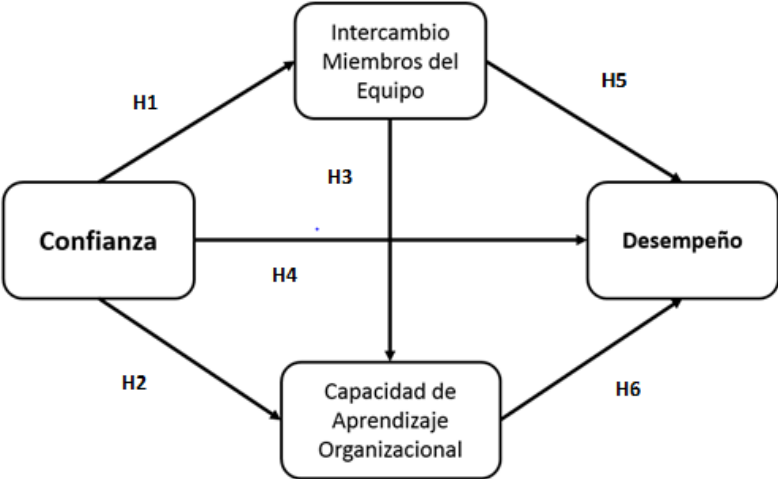 Intercambio
Miembros del
Equipo
H1
H5
H3
Confianza
Desempeño
H4
H2
H6
Capacidad de
Aprendizaje
Organizacional